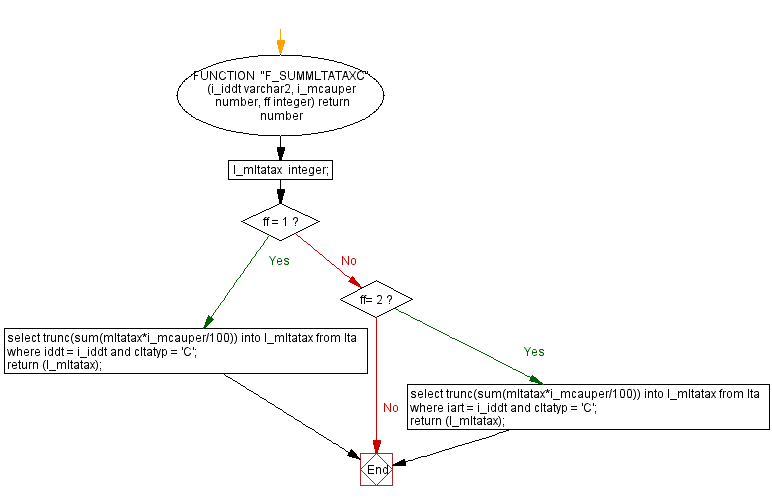 FUNCTION "F_SUMMLTATAXC"
(i_iddt varchar2, i_mcauper
number, ff integer) return
number
l_mltatax integer;
ff = 1 ?
Yes
No
ff= 2 ?
select trunc(sum(mltatax*i_mcauper/100)) into l_mltatax from lta
where iddt = i_iddt and cltatyp = 'C';
return (l_mltatax);
Yes
No
select trunc(sum(mltatax*i_mcauper/100)) into l_mltatax from lta
where iart = i_iddt and cltatyp = 'C';
return (l_mltatax);
End